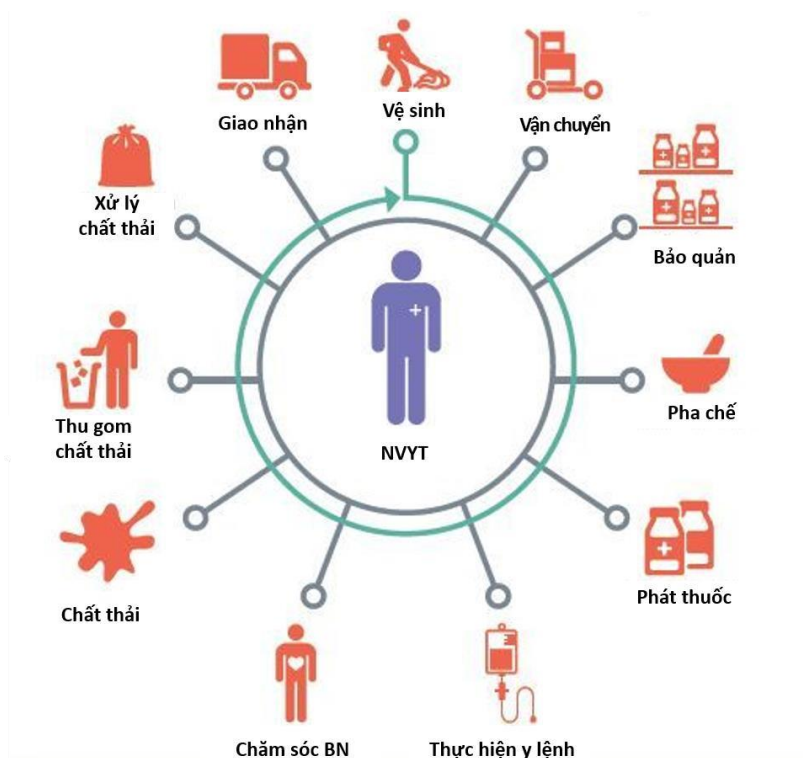 Vệ sinh
Giao nhận
Vận chuyển
Xử lý
chất thải
Bảo quản
Thu gom
chất thải
Pha chế
NVYT
Chất thải
Phát thuốc
Chăm sóc BN
Thực hiện y lệnh